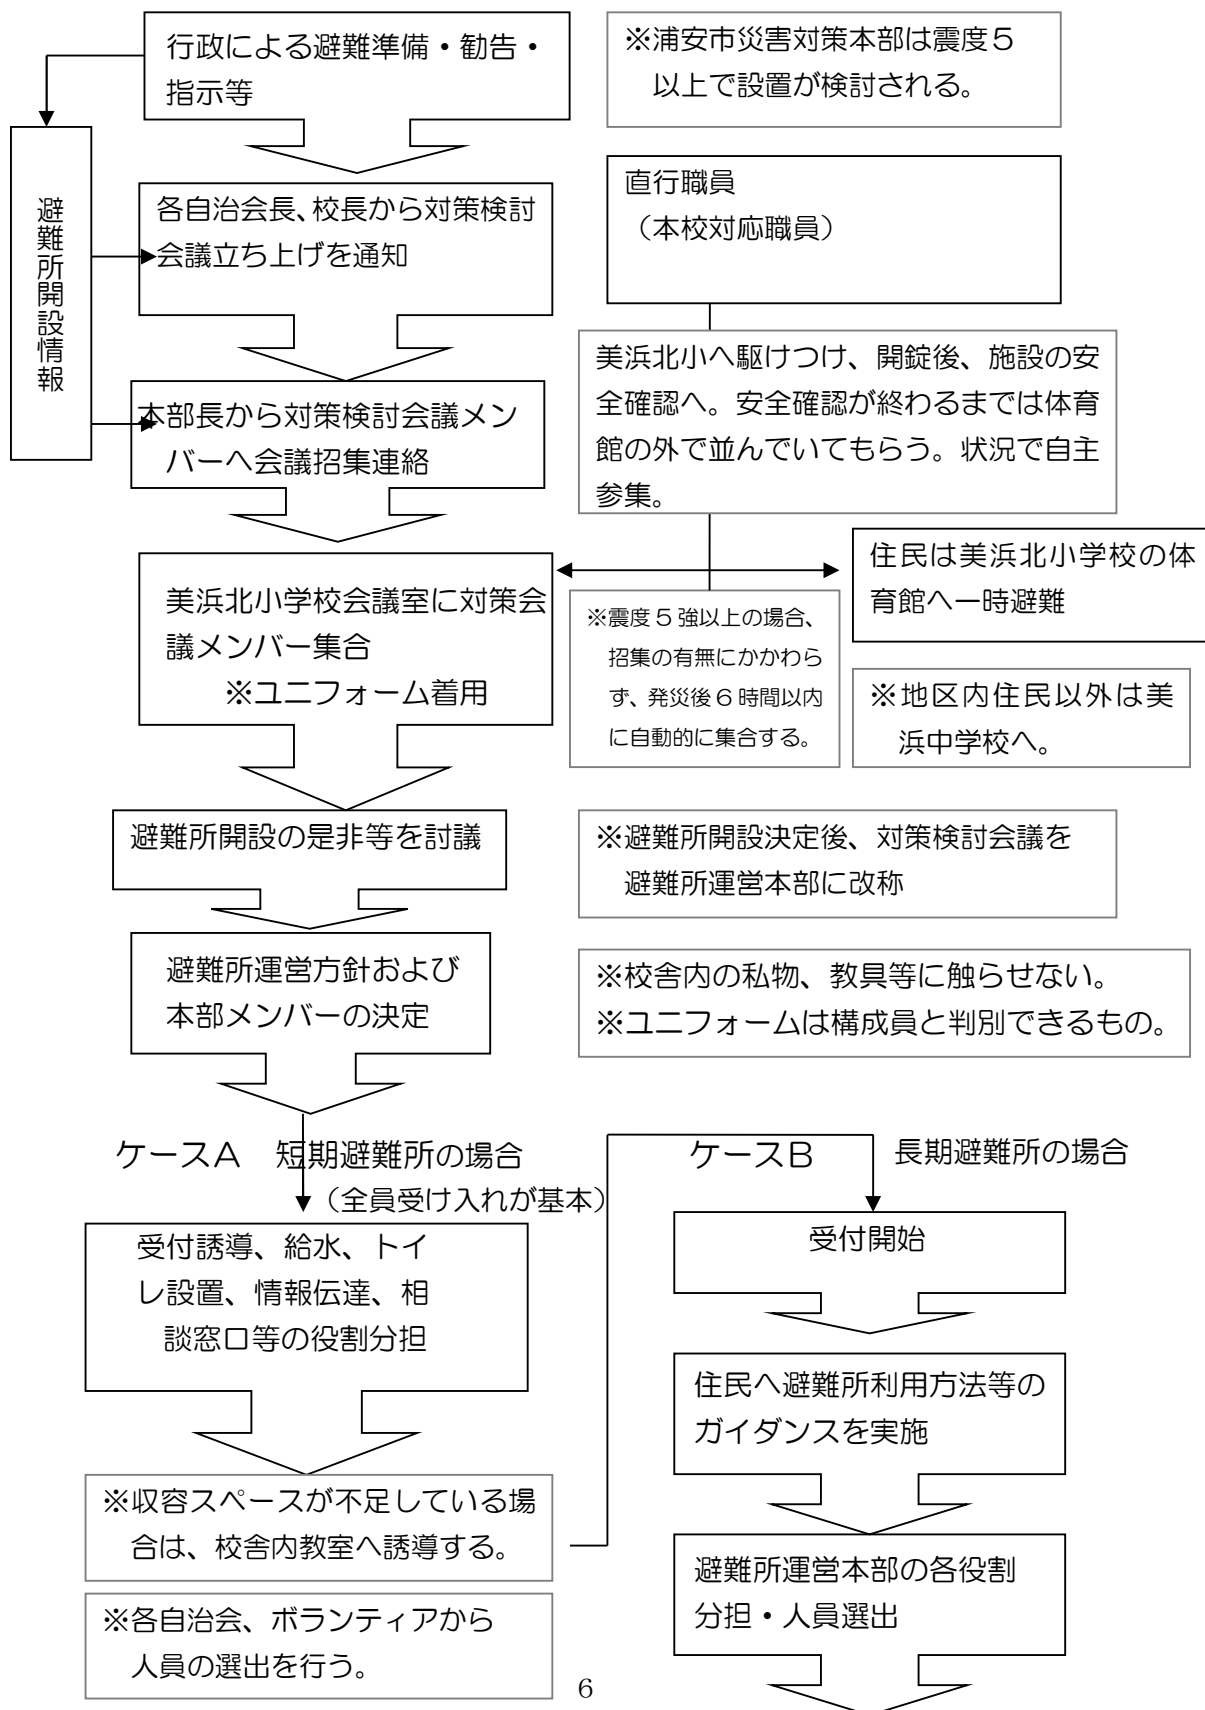 行政による避難準備・勧告・
指示等
※浦安市災害対策本部は震度５
以上で設置が検討される。
避難所開設情報
各自治会長、校長から対策検討
会議立ち上げを通知
直行職員
（本校対応職員）
本部長から対策検討会議メン
バーへ会議招集連絡
美浜北小へ駆けつけ、開錠後、施設の安
全確認へ。安全確認が終わるまでは体育
館の外で並んでいてもらう。状況で自主
参集。
美浜北小学校会議室に対策会
議メンバー集合
※ユニフォーム着用
※震度５強以上の場合、
招集の有無にかかわら
ず、発災後６時間以内
に自動的に集合する。
住民は美浜北小学校の体
育館へ一時避難
※地区内住民以外は美
浜中学校へ。
避難所開設の是非等を討議
※避難所開設決定後、対策検討会議を
避難所運営本部に改称
避難所運営方針および
本部メンバーの決定
※校舎内の私物、教具等に触らせない。
※ユニフォームは構成員と判別できるもの。
ケースＡ　短期避難所の場合
（全員受け入れが基本）
受付誘導、給水、トイ
レ設置、情報伝達、相
談窓口等の役割分担
※収容スペースが不足している場
合は、校舎内教室へ誘導する。
※各自治会、ボランティアから
人員の選出を行う。
ケースＢ　長期避難所の場合
受付開始
住民へ避難所利用方法等の
ガイダンスを実施
避難所運営本部の各役割
分担・人員選出
6